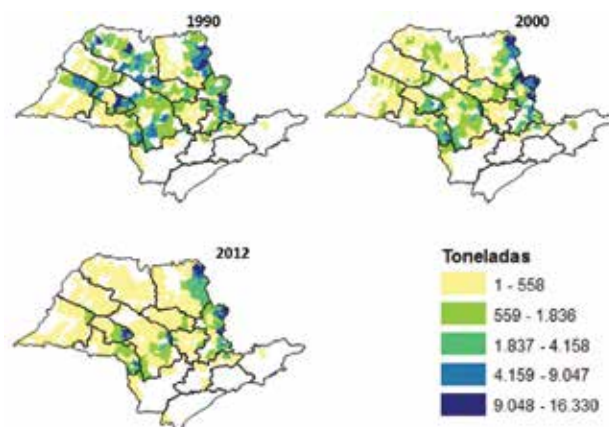 1990
2000
2012
Toneladas
1 - 558
559 - 1.836
1.837 - 4.158
4.159 - 9.047
9.048 - 16.330